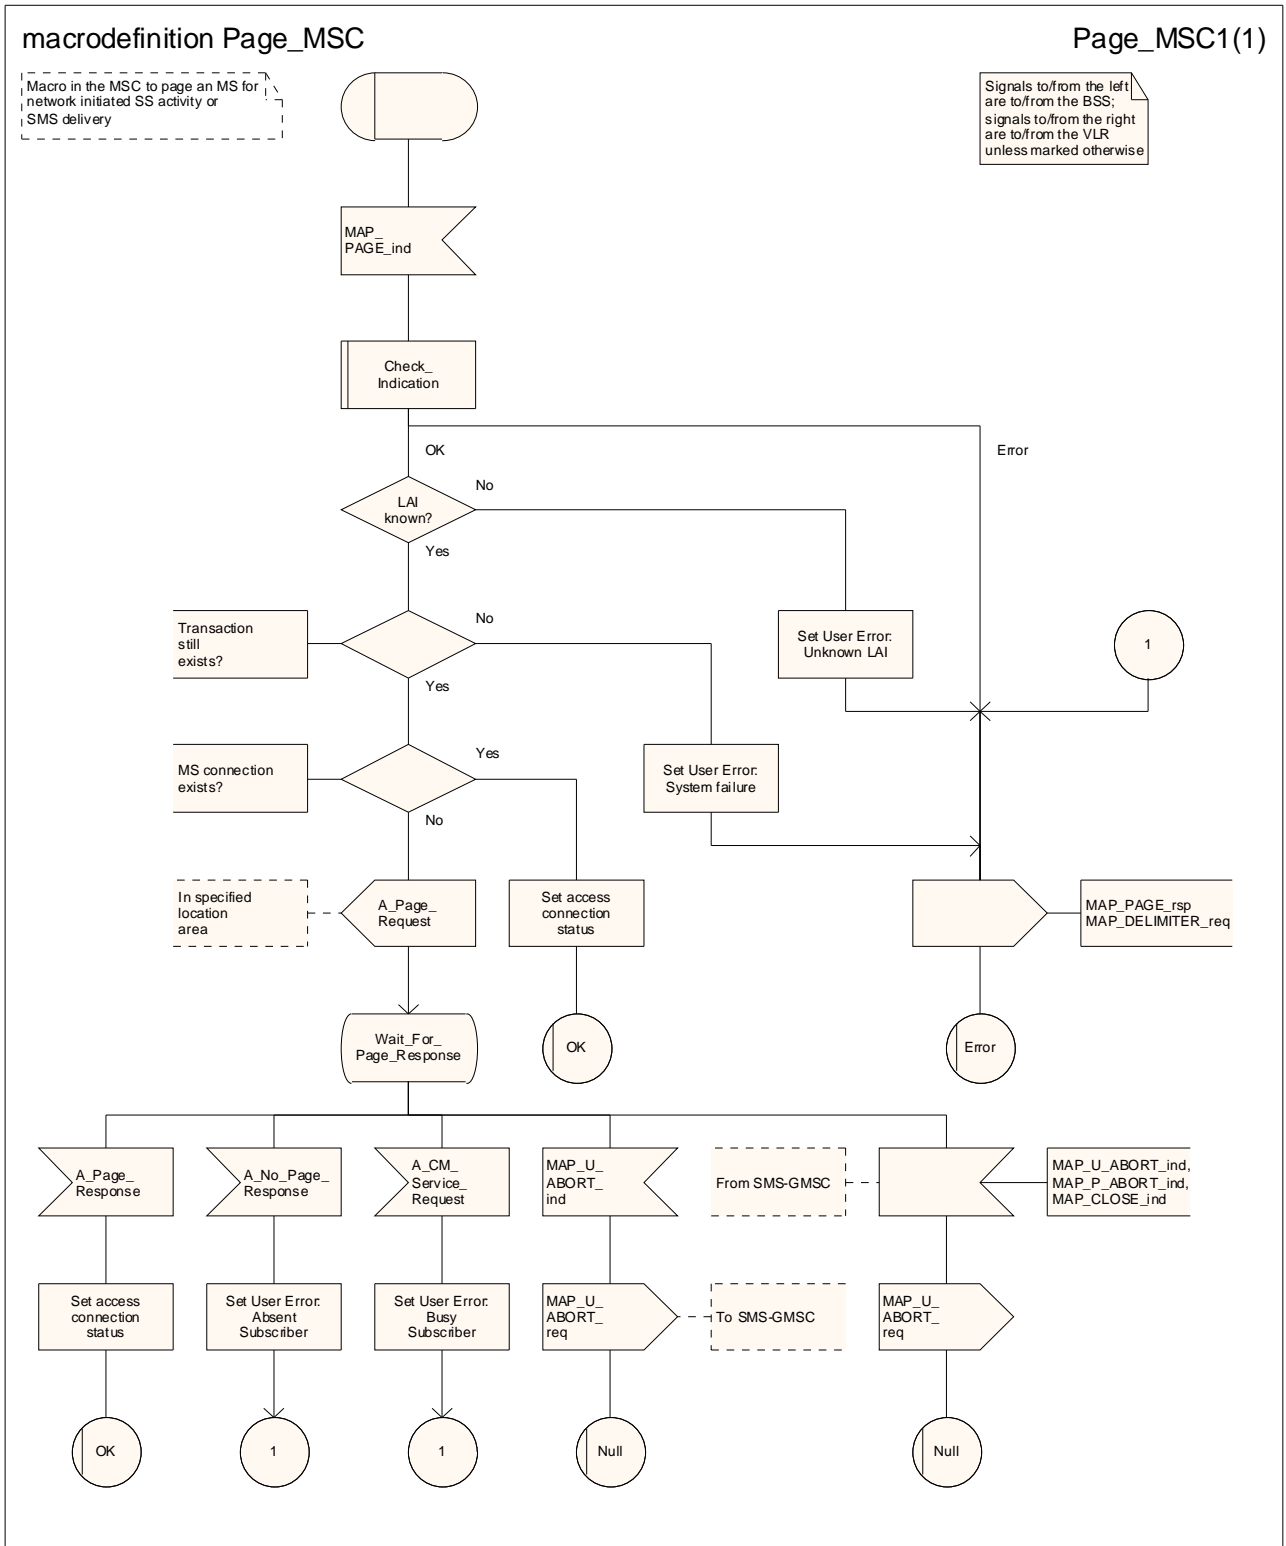 macrodefinition Page_MSC
Page_MSC1(1)
Macro in the MSC to page an MS for
network initiated SS activity or
SMS delivery
Signals to/from the left
are to/from the BSS;
signals to/from the right
are to/from the VLR
unless marked otherwise
MAP_
PAGE_ind
Check_
Indication
OK
Error
LAI
known?
No
Yes
Transaction
still
exists?
No
Set User Error:
Unknown LAI
1
Yes
MS connection
exists?
Yes
Set User Error:
System failure
No
In specified
location
area
A_Page_
Request
Set access
connection
status
MAP_PAGE_rsp
MAP_DELIMITER_req
Wait_For_
Page_Response
OK
Error
A_Page_
Response
A_No_Page_
Response
A_CM_
Service_
Request
MAP_U_
ABORT_
ind
From SMS-GMSC
MAP_U_ABORT_ind,
MAP_P_ABORT_ind,
MAP_CLOSE_ind
Set access
connection
status
Set User Error:
Absent
Subscriber
Set User Error:
Busy
Subscriber
MAP_U_
ABORT_
req
To SMS-GMSC
MAP_U_
ABORT_
req
OK
1
1
Null
Null